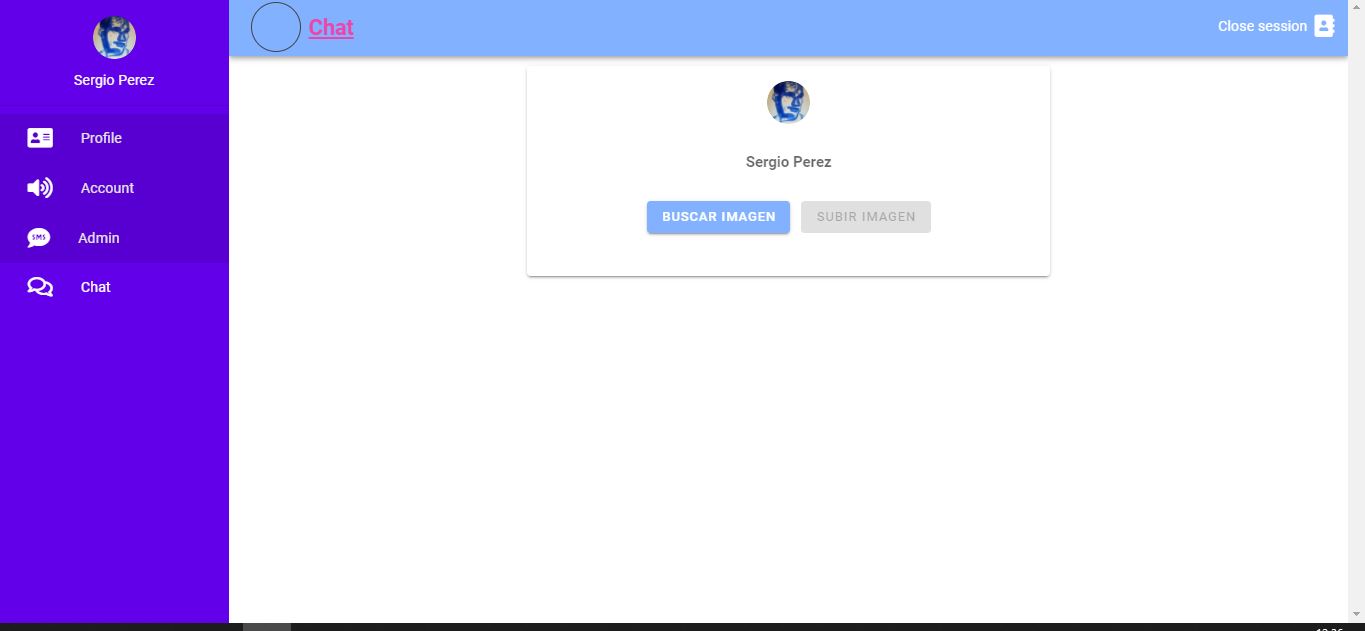 Chat
Close session
Sergio Perez
Profile
Account
SMS
Admin
Chat
Sergio Perez
BUSCAR IMAGEN
SUBIR IMAGEN